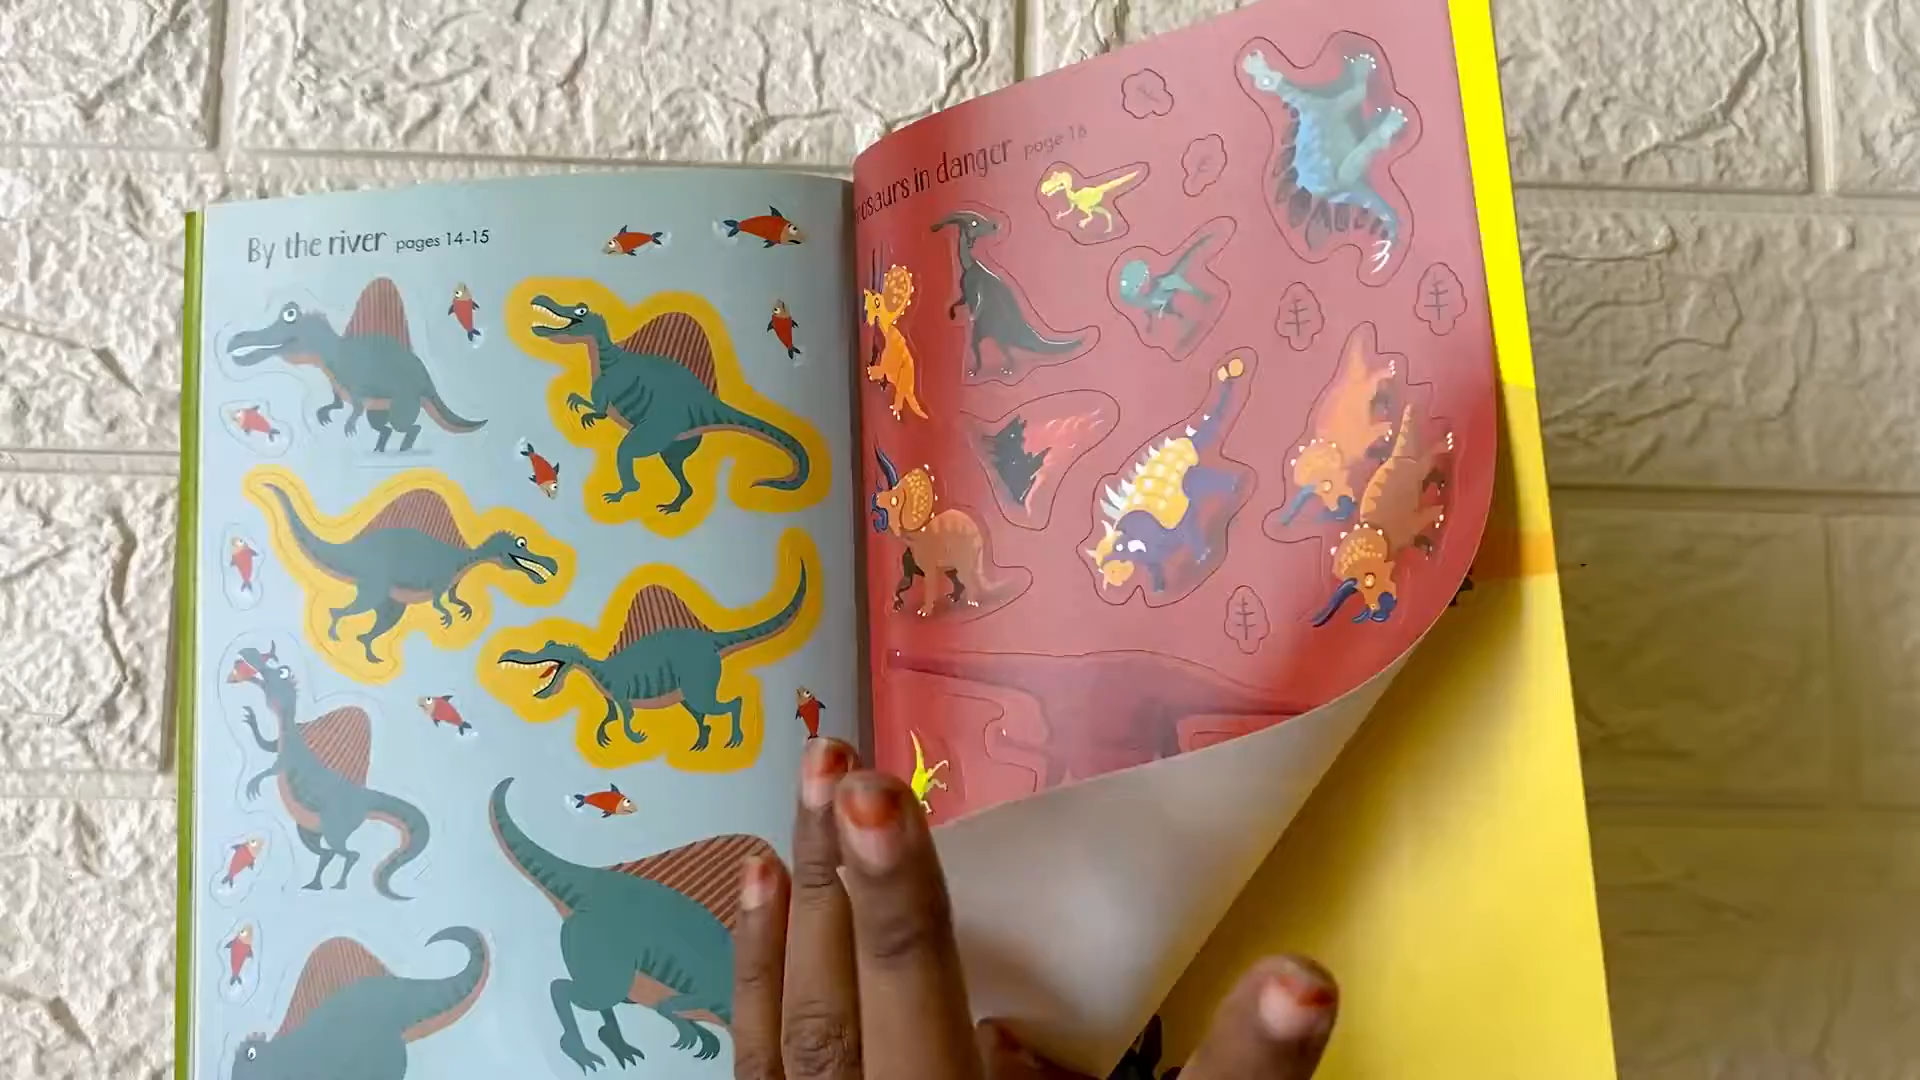 By the river pages 14-15
osaurs in danger page 16